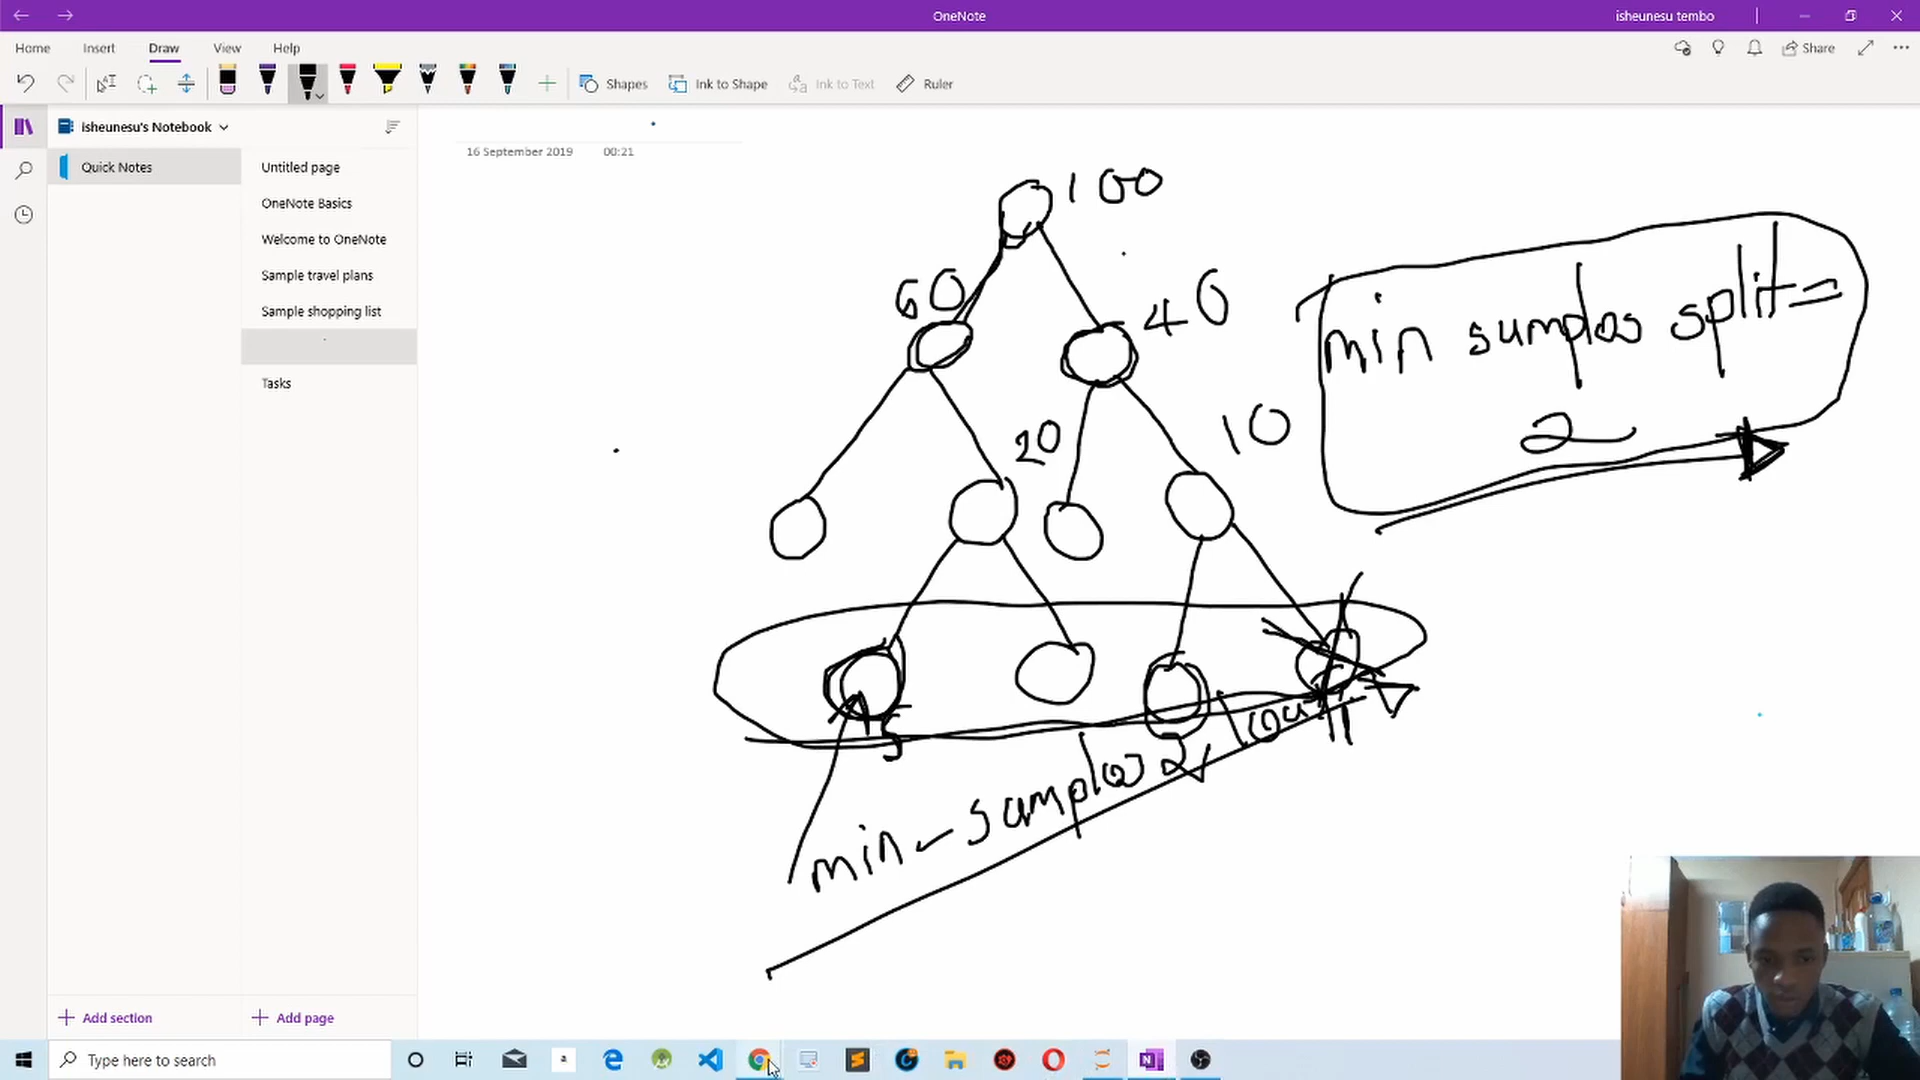 OneNote
isheunesu tembo
Home Insert Draw View Help
Share
Shapes
Ink to Shape
Ink to Text
Ruler
isheunesu's Notebook
Quick Notes
Untitled page
OneNote Basics
Welcome to OneNote
Sample travel plans
Sample shopping list
Tasks
16 September 2019 00:21
100
60
40
20
10
min sumples split=
2
5
2
min-samples
Add section
Add page
Type here to search